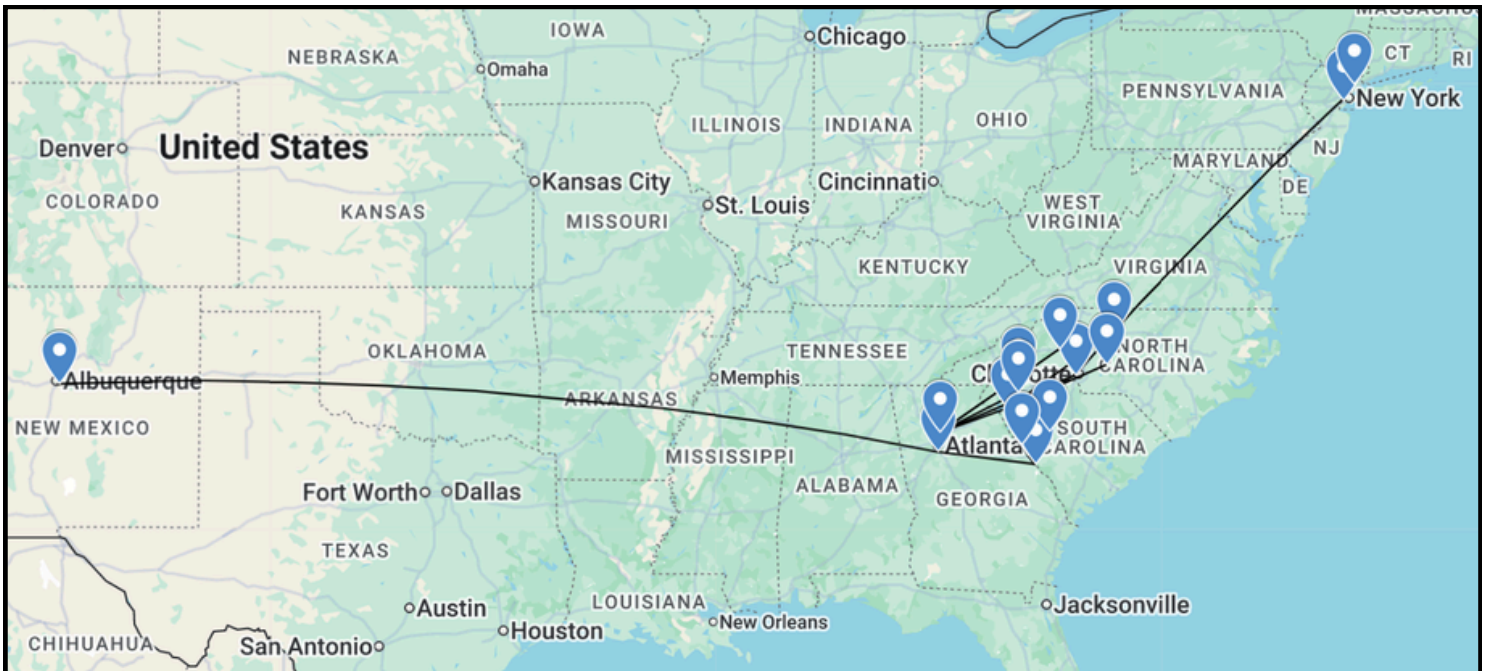 MASSACHUS
IOWA
Chicago
NEBRASKA
CT
RI
Omaha
PENNSYLVANIA
New York
ILLINOIS
INDIANA
OHIO
Denver
United States
NJ
MARYLAND
Kansas City
Cincinnati
DE
COLORADO
KANSAS
MISSOURI
St. Louis
WEST
VIRGINIA
KENTUCKY
VIRGINIA
OKLAHOMA
TENNESSEE
NORTH
CAROLINA
Albuquerque
Memphis
ARKANSAS
NEW MEXICO
SOUTH
CAROLINA
Atlanta
MISSISSIPPI
ALABAMA
GEORGIA
Fort Worth
Dallas
TEXAS
LOUISIANA
Austin
Jacksonville
New Orleans
Houston
CHIHUAHUA
San Antonio